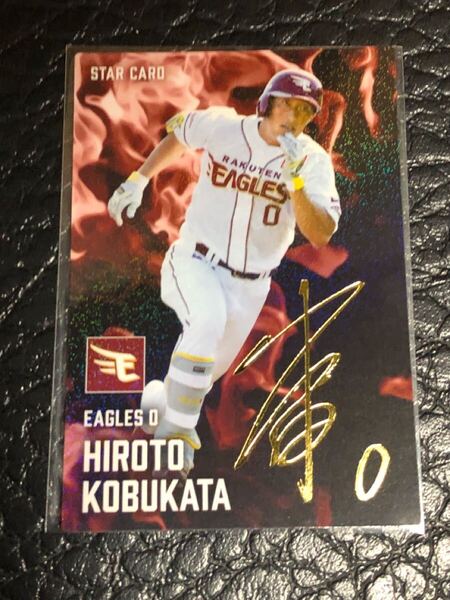 STAR CARD
RAKUTEN
EAGLES
0
EAGLES 0
HIROTO
KOBUKATA
0